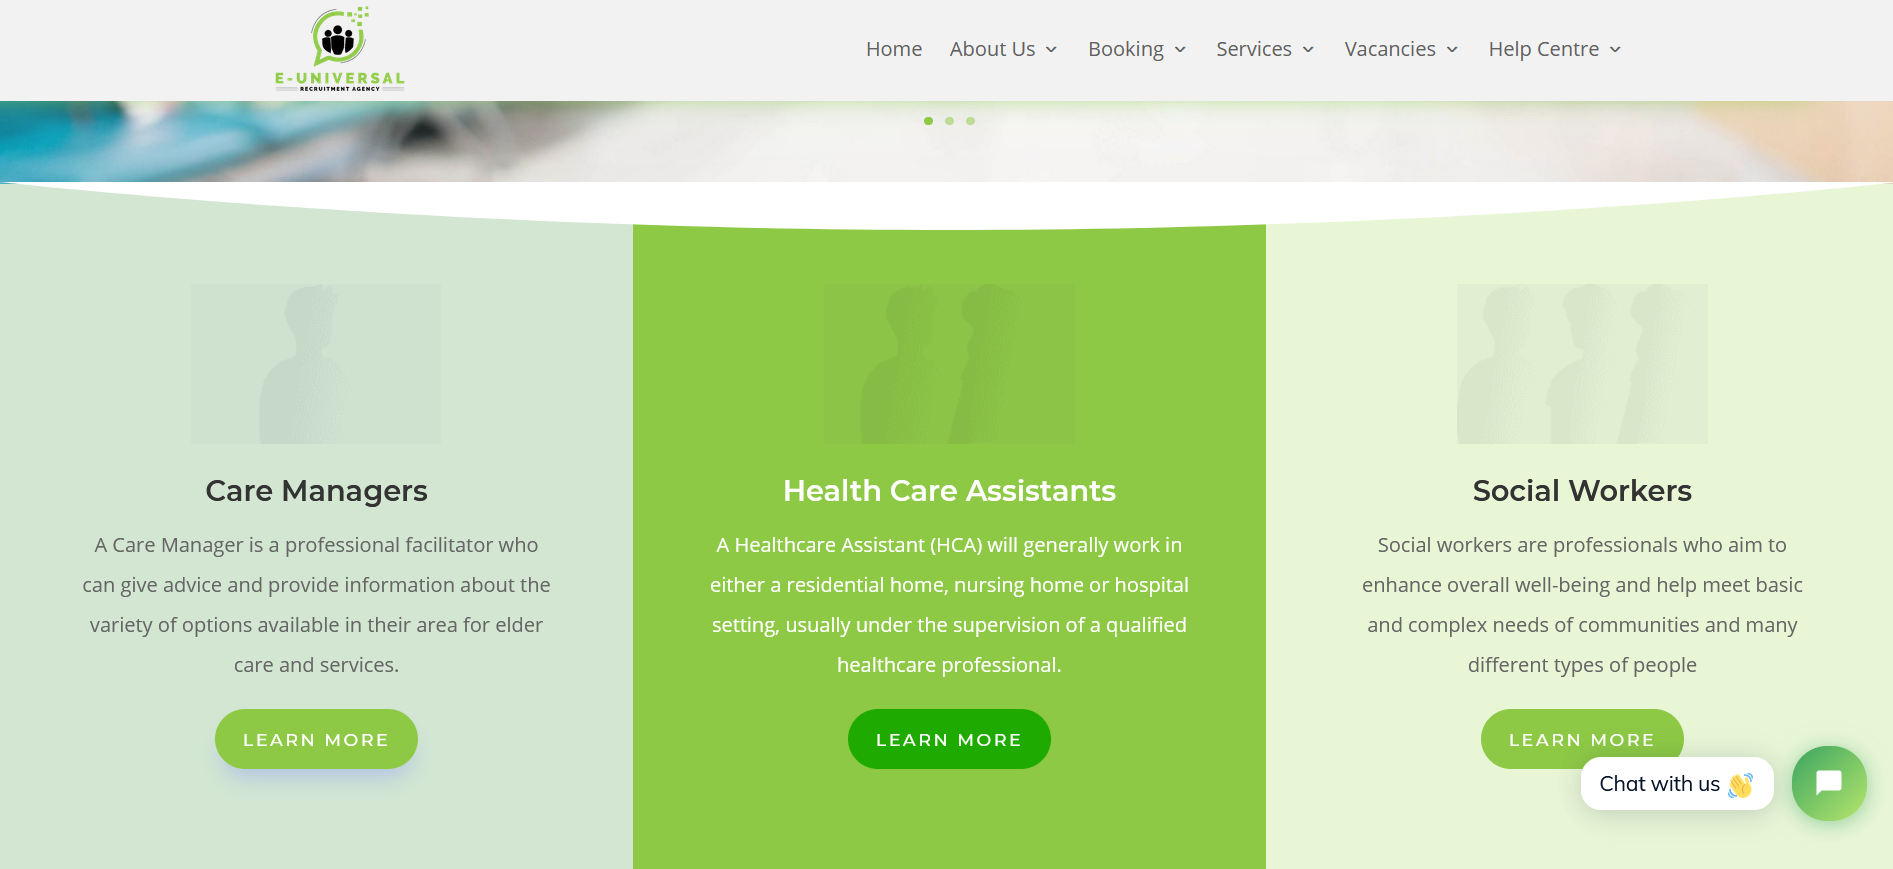 E-UNIVERSAL
RECRUITMENT AGENCY
Home About Us Booking Services Vacancies Help Centre
Care Managers
A Care Manager is a professional facilitator who
can give advice and provide information about the
variety of options available in their area for elder
care and services.
LEARN MORE
Health Care Assistants
A Healthcare Assistant (HCA) will generally work in
either a residential home, nursing home or hospital
setting, usually under the supervision of a qualified
healthcare professional.
LEARN MORE
Social Workers
Social workers are professionals who aim to
enhance overall well-being and help meet basic
and complex needs of communities and many
different types of people
LEARN MORE
Chat with us 👋